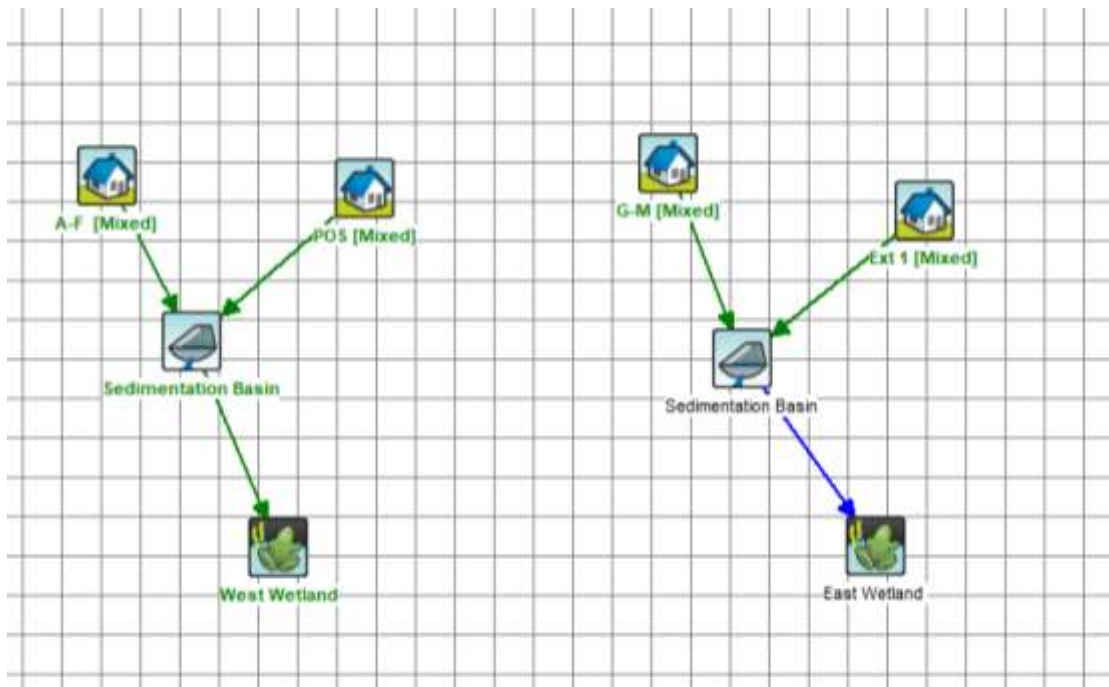 A-F [Mixed]
POS [Mixed]
Sedimentation Basin
West Wetland
G-M [Mixed]
Ext 1 [Mixed]
Sedimentation Basin
East Wetland